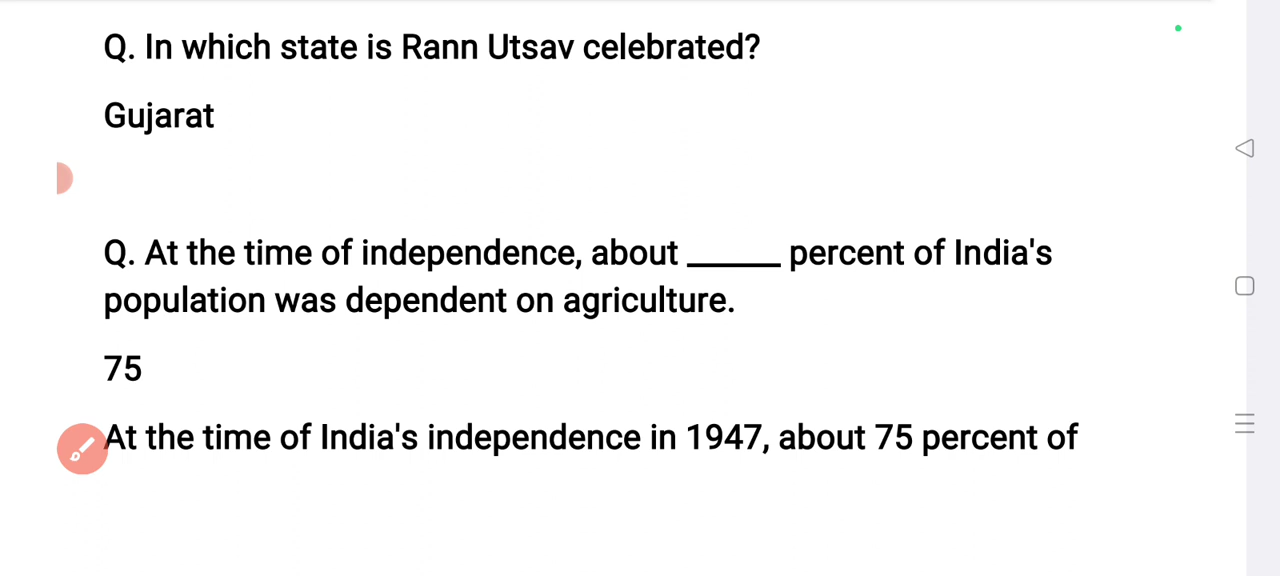 Q. In which state is Rann Utsav celebrated?
Gujarat
Q. At the time of independence, about _____ percent of India's
population was dependent on agriculture.
75
At the time of India's independence in 1947, about 75 percent of